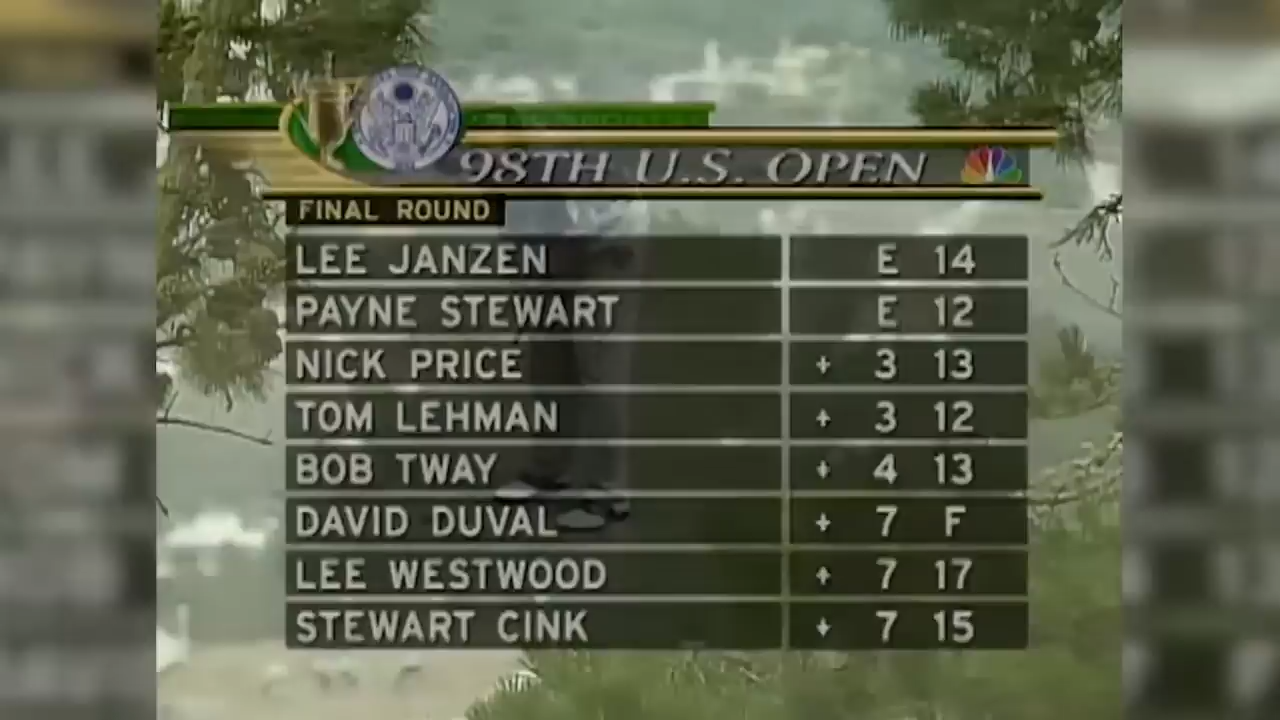 98TH U.S. OPEN
FINAL ROUND
LEE JANZEN E 14
PAYNE STEWART E 12
NICK PRICE + 3 13
TOM LEHMAN + 3 12
BOB TWAY + 4 13
DAVID DUVAL + 7 F
LEE WESTWOOD + 7 17
STEWART CINK + 7 15